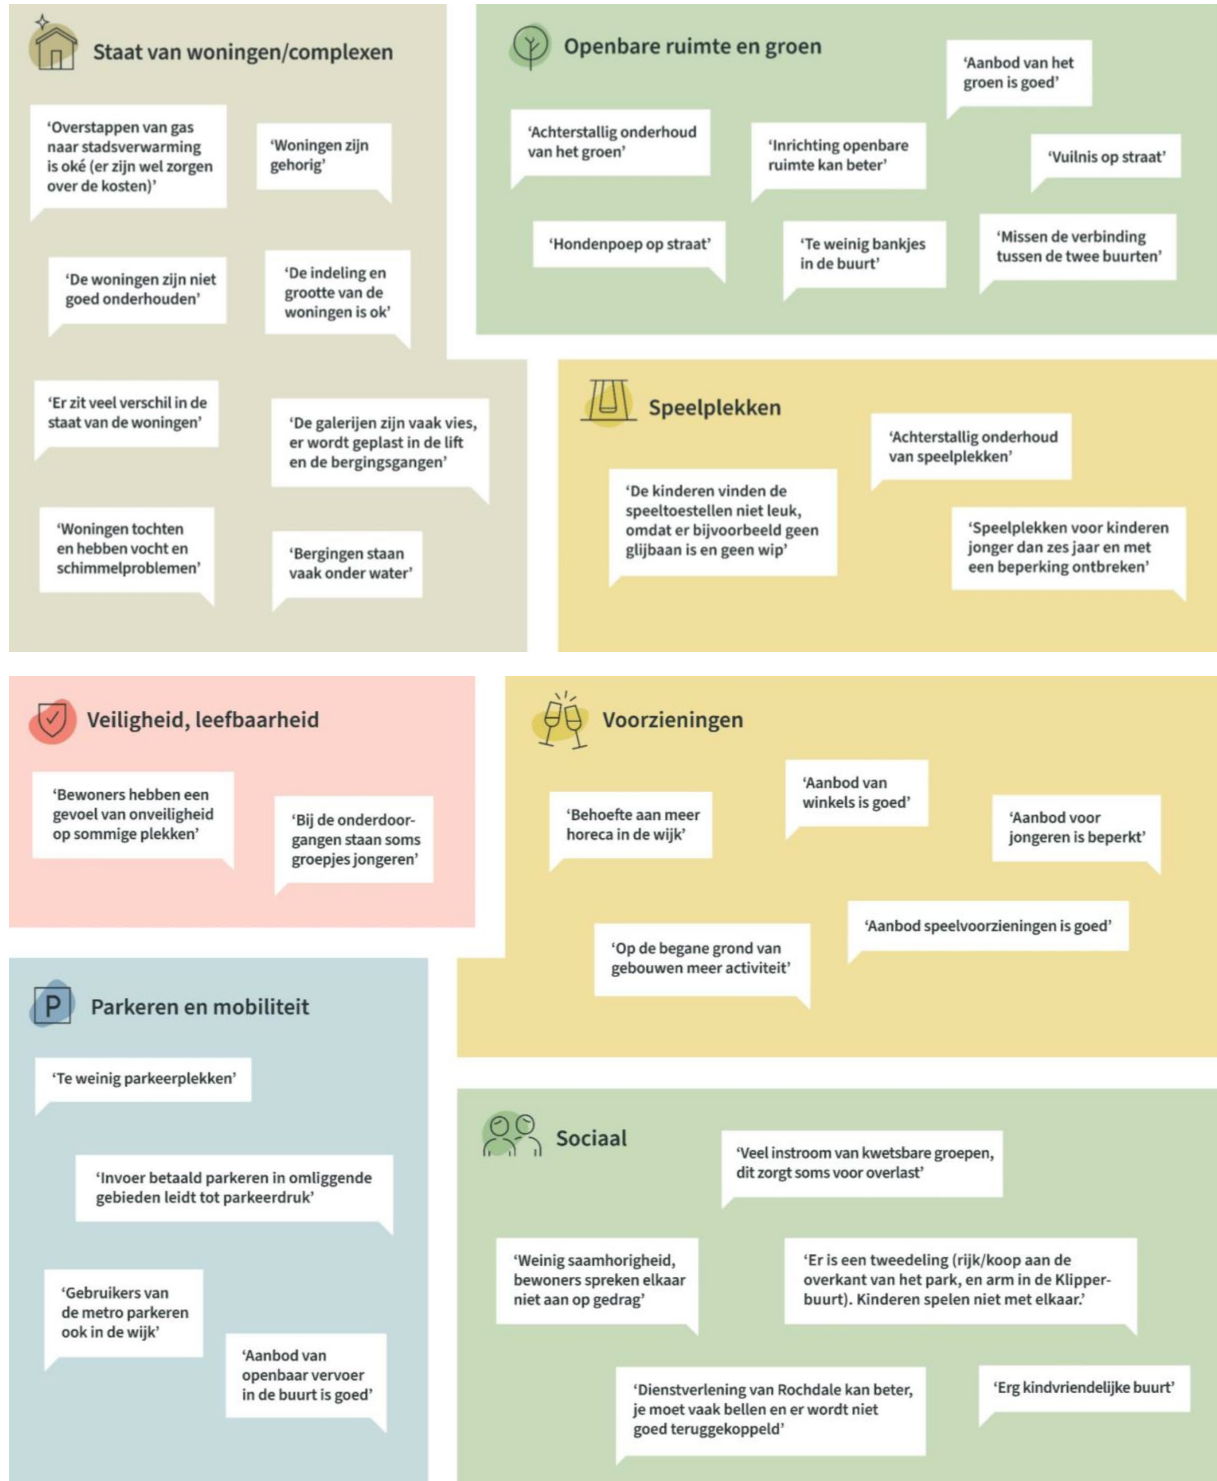 Staat van woningen/complexen
‘Overstappen van gas
naar stadsverwarming
is oké (er zijn wel zorgen
over de kosten)’
‘Woningen zijn
gehorig’
‘De woningen zijn niet
goed onderhouden’
‘De indeling en
grootte van de
woningen is ok’
‘Er zit veel verschil in de
staat van de woningen’
‘De galerijen zijn vaak vies,
er wordt geplast in de lift
en de bergingsgangen’
‘Woningen tochten
en hebben vocht en
schimmelproblemen’
‘Bergingen staan
vaak onder water’
Openbare ruimte en groen
‘Aanbod van het
groen is goed’
‘Achterstallig onderhoud
van het groen’
‘Inrichting openbare
ruimte kan beter’
‘Vuilnis op straat’
‘Hondenpoep op straat’
‘Te weinig bankjes
in de buurt’
‘Missen de verbinding
tussen de twee buurten’
Speelplekken
‘Achterstallig onderhoud
van speelplekken’
‘De kinderen vinden de
speeltoestellen niet leuk,
omdat er bijvoorbeeld geen
glijbaan is en geen wip’
‘Speelplekken voor kinderen
jonger dan zes jaar en met
een beperking ontbreken’
Veiligheid, leefbaarheid
‘Bewoners hebben een
gevoel van onveiligheid
op sommige plekken’
‘Bij de onderdoor-
gangen staan soms
groepjes jongeren’
Voorzieningen
‘Behoefte aan meer
horeca in de wijk’
‘Aanbod van
winkels is goed’
‘Aanbod voor
jongeren is beperkt’
‘Op de begane grond van
gebouwen meer activiteit’
‘Aanbod speelvoorzieningen is goed’
P
Parkeren en mobiliteit
‘Te weinig parkeerplekken’
‘Invoer betaald parkeren in omliggende
gebieden leidt tot parkeerdruk’
‘Gebruikers van
de metro parkeren
ook in de wijk’
‘Aanbod van
openbaar vervoer
in de buurt is goed’
Sociaal
‘Veel instroom van kwetsbare groepen,
dit zorgt soms voor overlast’
‘Weinig saamhorigheid,
bewoners spreken elkaar
niet aan op gedrag’
‘Er is een tweedeling (rijk/koop aan de
overkant van het park, en arm in de Klipper-
buurt). Kinderen spelen niet met elkaar.’
‘Dienstverlening van Rochdale kan beter,
je moet vaak bellen en er wordt niet
goed teruggekoppeld’
‘Erg kindvriendelijke buurt’